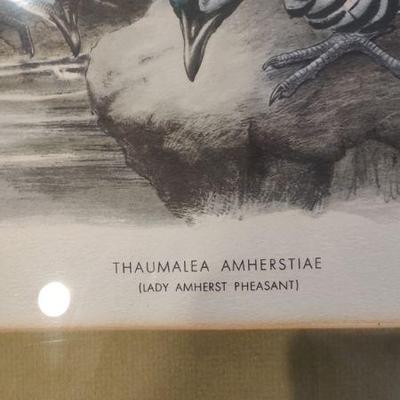 THAUMALEA AMHERSTIAE
(LADY AMHERST PHEASANT)